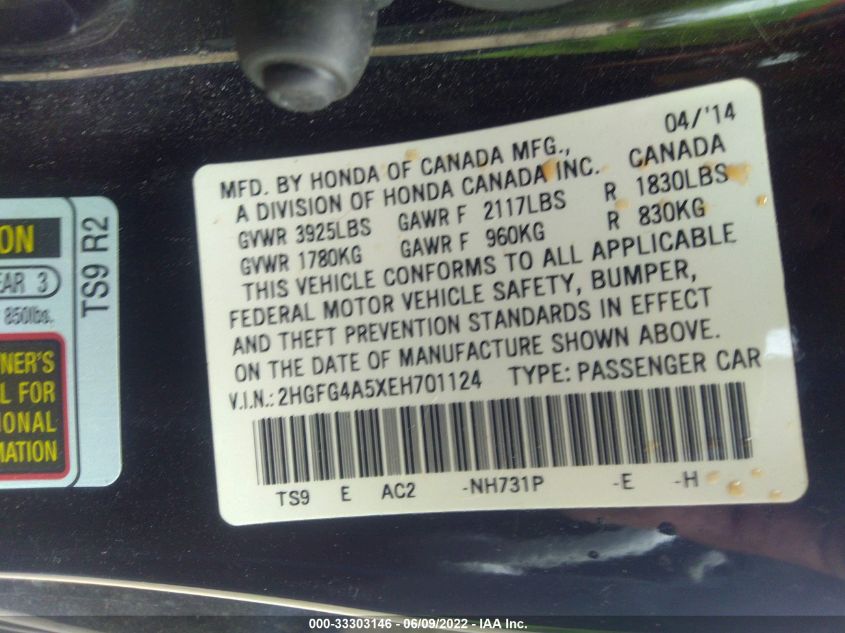 04/'14
MFD. BY HONDA OF CANADA MFG.,
A DIVISION OF HONDA CANADA INC. CANADA
GVWR 3925LBS GAWR F 2117LBS R 1830LBS
GVWR 1780KG GAWR F 960KG R 830KG
THIS VEHICLE CONFORMS TO ALL APPLICABLE
FEDERAL MOTOR VEHICLE SAFETY, BUMPER,
AND THEFT PREVENTION STANDARDS IN EFFECT
ON THE DATE OF MANUFACTURE SHOWN ABOVE.
V.I.N.: 2HGFG4A5XEH701124 TYPE: PASSENGER CAR
TS9 E AC2 -NH731P -E -H
ON
EAR 3
850lbs.
TS9 R2
NER'S
L FOR
IONAL
MATION
000-33303146 - 06/09/2022 - IAA Inc.